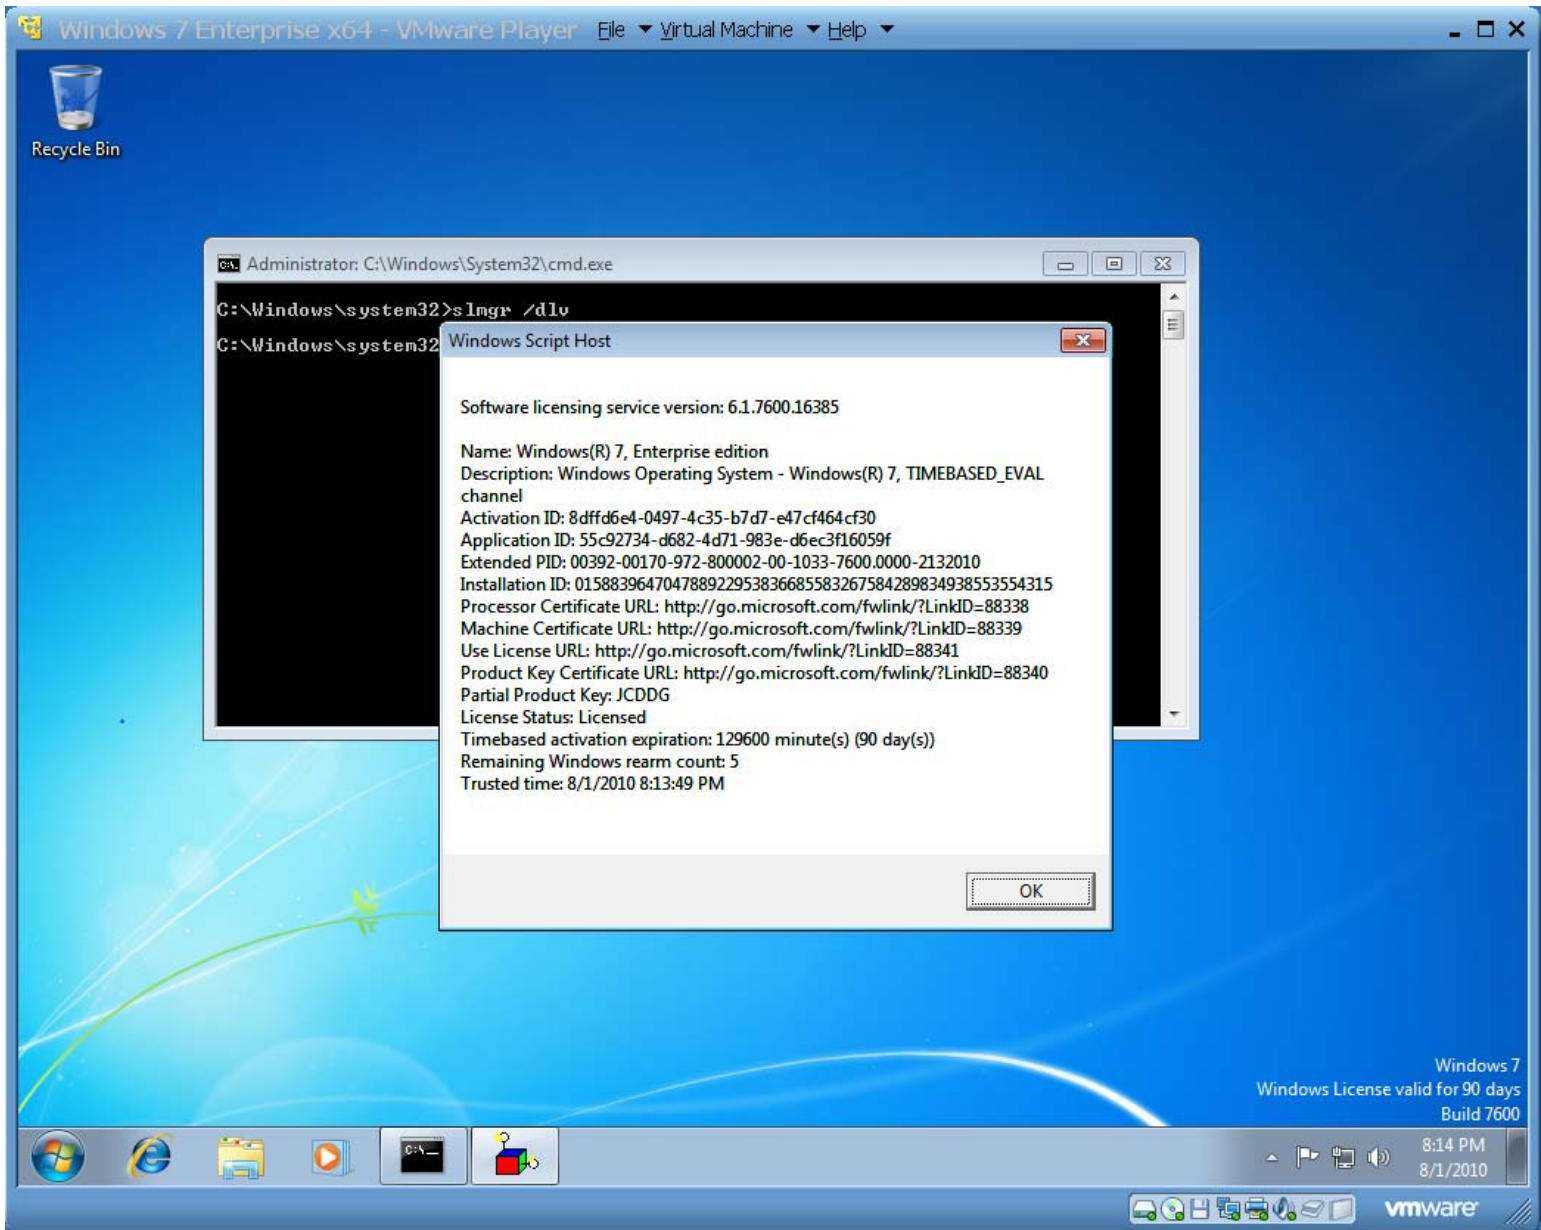 Windows 7 Enterprise x64 - VMware Player File Virtual Machine Help
Recycle Bin
Administrator: C:\Windows\System32\cmd.exe
C:\Windows\system32>slmgr /dlv
C:\Windows\system32
Windows Script Host
Software licensing service version: 6.1.7600.16385
Name: Windows(R) 7, Enterprise edition
Description: Windows Operating System - Windows(R) 7, TIMEBASED_EVAL
channel
Activation ID: 8dffd6e4-0497-4c35-b7d7-e47cf464cf30
Application ID: 55c92734-d682-4d71-983e-d6ec3f16059f
Extended PID: 00392-00170-972-800002-00-1033-7600.0000-2132010
Installation ID: 015883964704788922953836685583267584289834938553554315
Processor Certificate URL: http://go.microsoft.com/fwlink/?LinkID=88338
Machine Certificate URL: http://go.microsoft.com/fwlink/?LinkID=88339
Use License URL: http://go.microsoft.com/fwlink/?LinkID=88341
Product Key Certificate URL: http://go.microsoft.com/fwlink/?LinkID=88340
Partial Product Key: JCDDG
License Status: Licensed
Timebased activation expiration: 129600 minute(s) (90 day(s))
Remaining Windows rearm count: 5
Trusted time: 8/1/2010 8:13:49 PM
OK
Windows 7
Windows License valid for 90 days
Build 7600
8:14 PM
8/1/2010
vmware